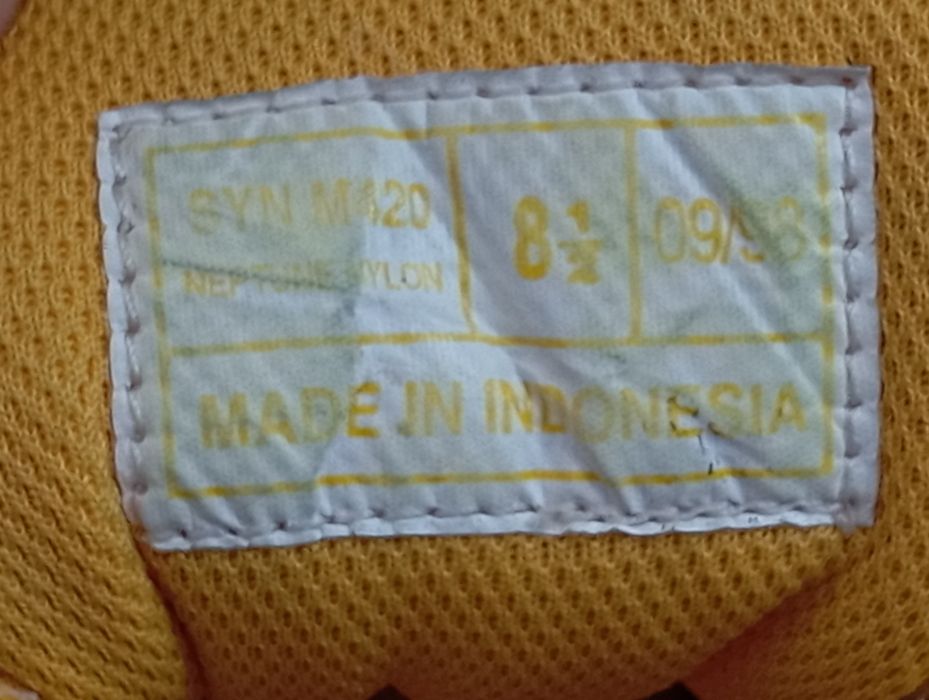 SYN M420
NEPTUNE NYLON
8 ½
09/98
MADE IN INDONESIA